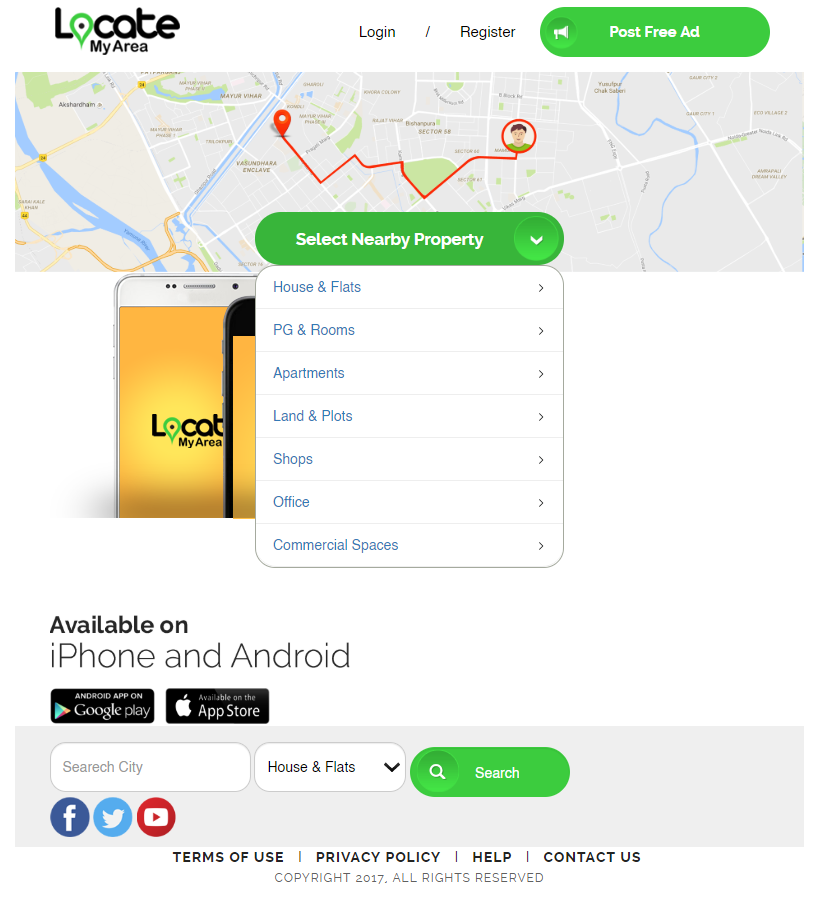 Locate
My Area
Login / Register
Post Free Ad
Akshardham
MAYUR VIHAR
Yusufpur
Chak Saberi
Bishanpura
SECTOR 58
VASUNDHARA
ENCLAVE
Select Nearby Property
House & Flats
PG & Rooms
Apartments
Land & Plots
Shops
Office
Commercial Spaces
Locat
My Area
Available on
iPhone and Android
ANDROID APP ON
Google play
Available on the
App Store
Searech City
House & Flats
Search
TERMS OF USE | PRIVACY POLICY | HELP | CONTACT US
COPYRIGHT 2017, ALL RIGHTS RESERVED